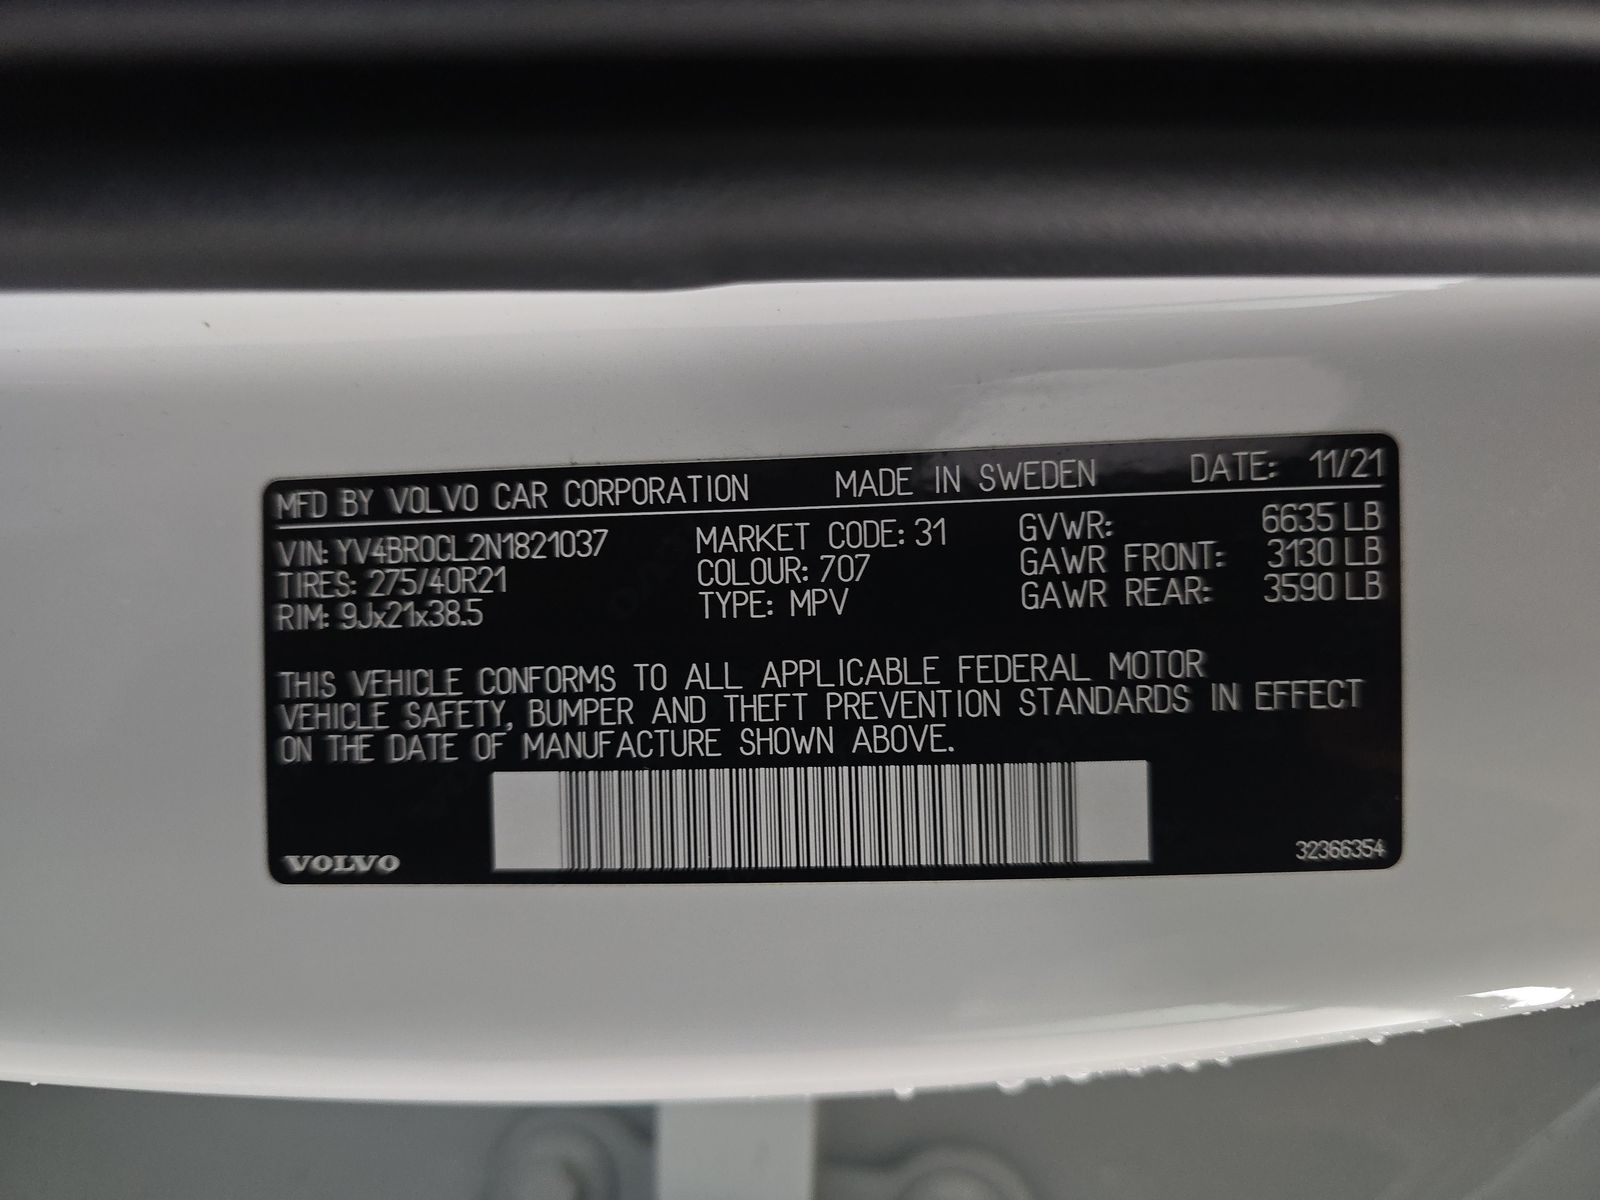 MFD BY VOLVO CAR CORPORATION MADE IN SWEDEN DATE: 11/21
VIN: YV4BR0CL2N1821037 MARKET CODE: 31 GVWR: 6635 LB
TIRES: 275/40R21 COLOUR: 707 GAWR FRONT: 3130 LB
RIM: 9Jx21x38.5 TYPE: MPV GAWR REAR: 3590 LB
THIS VEHICLE CONFORMS TO ALL APPLICABLE FEDERAL MOTOR
VEHICLE SAFETY, BUMPER AND THEFT PREVENTION STANDARDS IN EFFECT
ON THE DATE OF MANUFACTURE SHOWN ABOVE.
VOLVO 32366354